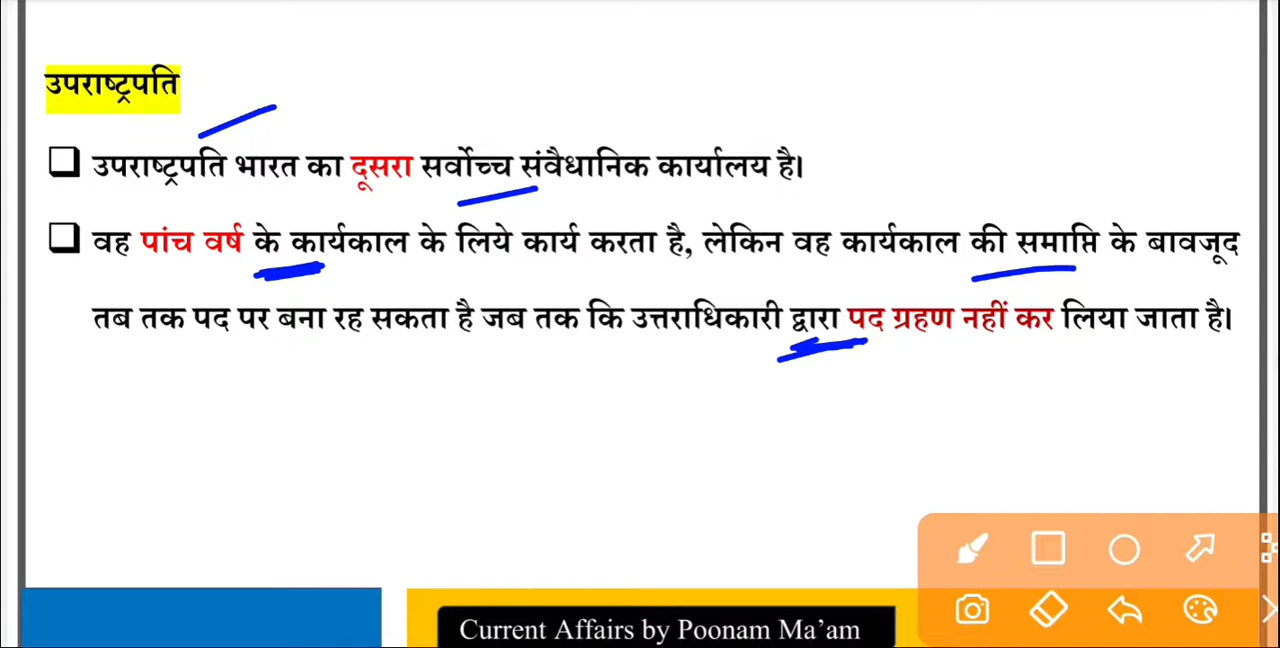 उपराष्ट्रपति
उपराष्ट्रपति भारत का दूसरा सर्वोच्च संवैधानिक कार्यालय है।
वह पांच वर्ष के कार्यकाल के लिये कार्य करता है, लेकिन वह कार्यकाल की समाप्ति के बावजूद
तब तक पद पर बना रह सकता है जब तक कि उत्तराधिकारी द्वारा पद ग्रहण नहीं कर लिया जाता है।
Current Affairs by Poonam Ma’am